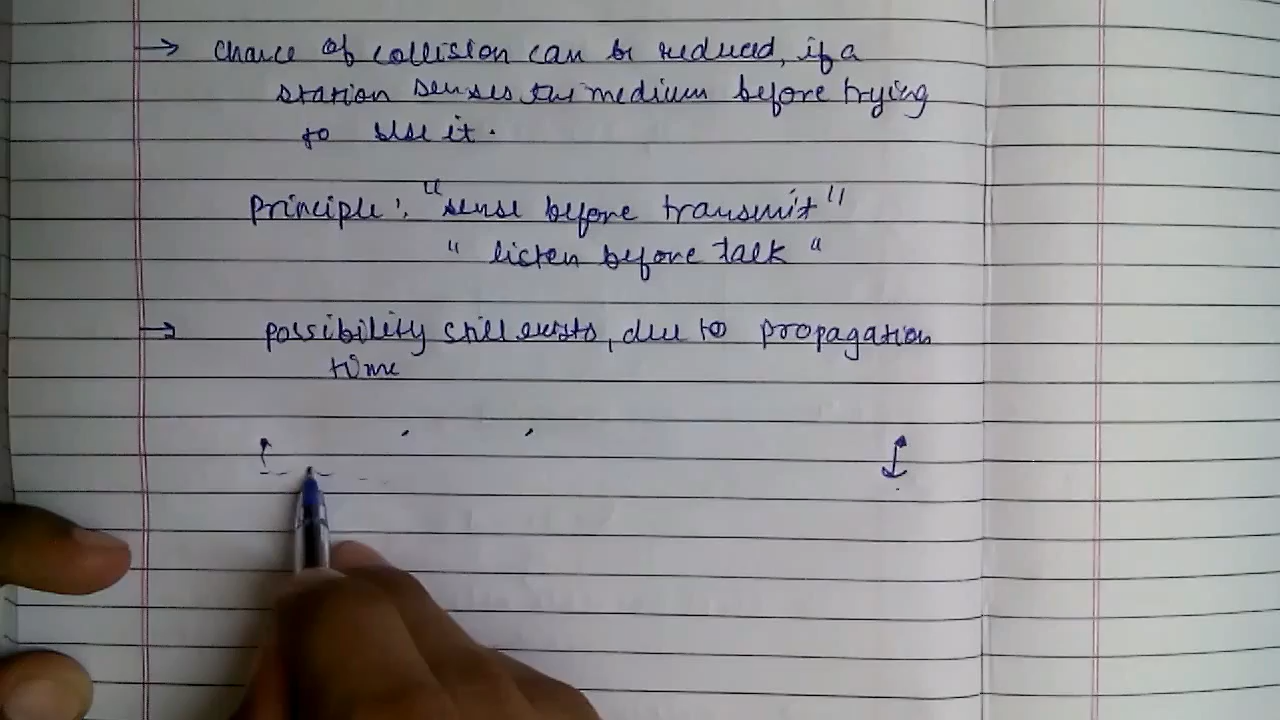 → chance of collision can be reduced, if a
station senses the medium before trying
to use it.
Principle: "sense before transmit"
"listen before talk"
→ possibility still exists, due to propagation
time